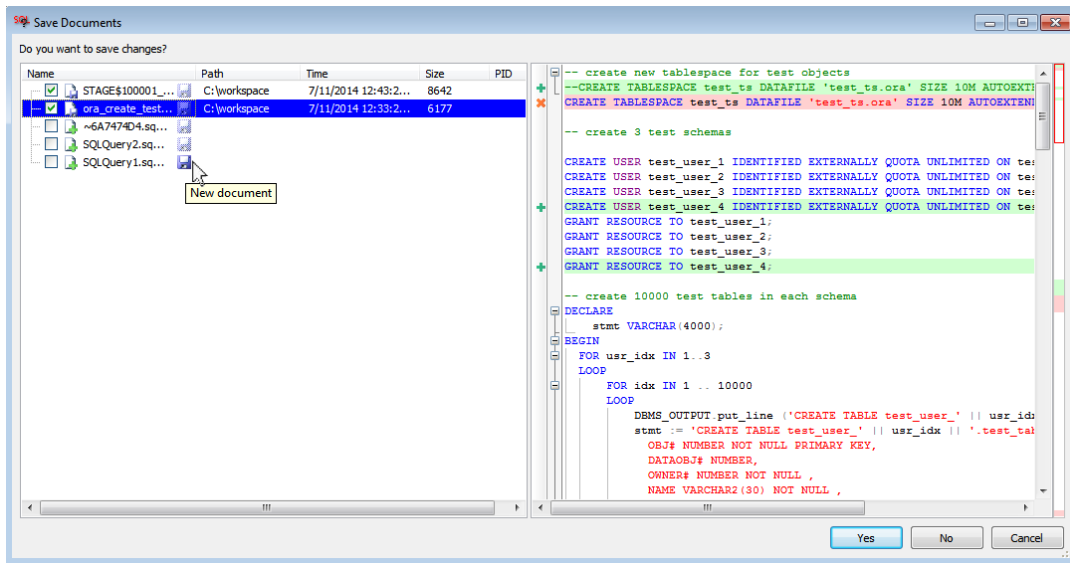 SQL Save Documents
Do you want to save changes?
Name Path Time Size PID
STAGE$100001_... C:\workspace 7/11/2014 12:43:2... 8642
ora_create_test... C:\workspace 7/11/2014 12:33:2... 6177
~6A7474D4.sq...
SQLQuery2.sq...
SQLQuery1.sq...
New document
-- create new tablespace for test objects
--CREATE TABLESPACE test_ts DATAFILE 'test_ts.ora' SIZE 10M AUTOEXTE
CREATE TABLESPACE test_ts DATAFILE 'test_ts.ora' SIZE 10M AUTOEXTEN
-- create 3 test schemas
CREATE USER test_user_1 IDENTIFIED EXTERNALLY QUOTA UNLIMITED ON tes
CREATE USER test_user_2 IDENTIFIED EXTERNALLY QUOTA UNLIMITED ON tes
CREATE USER test_user_3 IDENTIFIED EXTERNALLY QUOTA UNLIMITED ON tes
CREATE USER test_user_4 IDENTIFIED EXTERNALLY QUOTA UNLIMITED ON tes
GRANT RESOURCE TO test_user_1;
GRANT RESOURCE TO test_user_2;
GRANT RESOURCE TO test_user_3;
GRANT RESOURCE TO test_user_4;
-- create 10000 test tables in each schema
DECLARE
stmt VARCHAR(4000);
BEGIN
FOR usr_idx IN 1..3
LOOP
FOR idx IN 1 .. 10000
LOOP
DBMS_OUTPUT.put_line ('CREATE TABLE test_user_' || usr_idx
stmt := 'CREATE TABLE test_user_' || usr_idx || '.test_tab
OBJ# NUMBER NOT NULL PRIMARY KEY,
DATAOBJ# NUMBER,
OWNER# NUMBER NOT NULL ,
NAME VARCHAR2(30) NOT NULL ,
Yes No Cancel